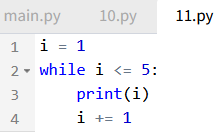 main.py 10.py 11.py
1 i = 1
2 while i <= 5:
3     print(i)
4     i += 1